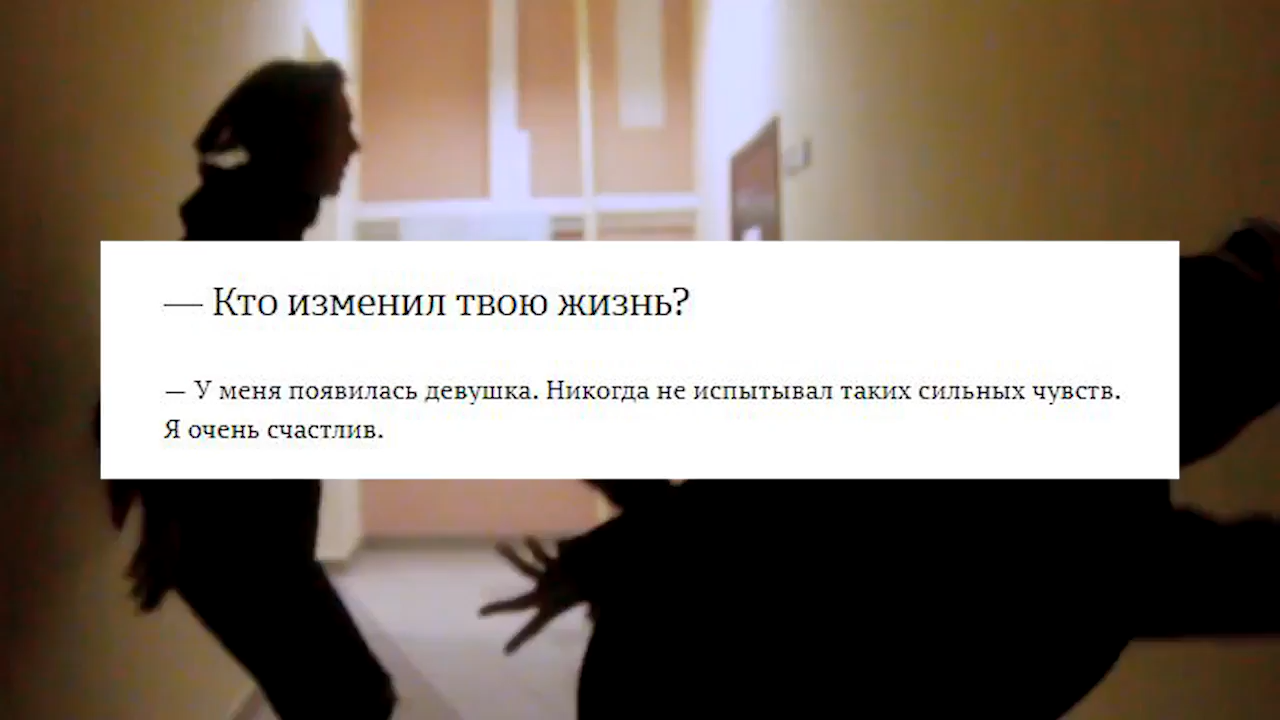 — Кто изменил твою жизнь?
— У меня появилась девушка. Никогда не испытывал таких сильных чувств.
Я очень счастлив.